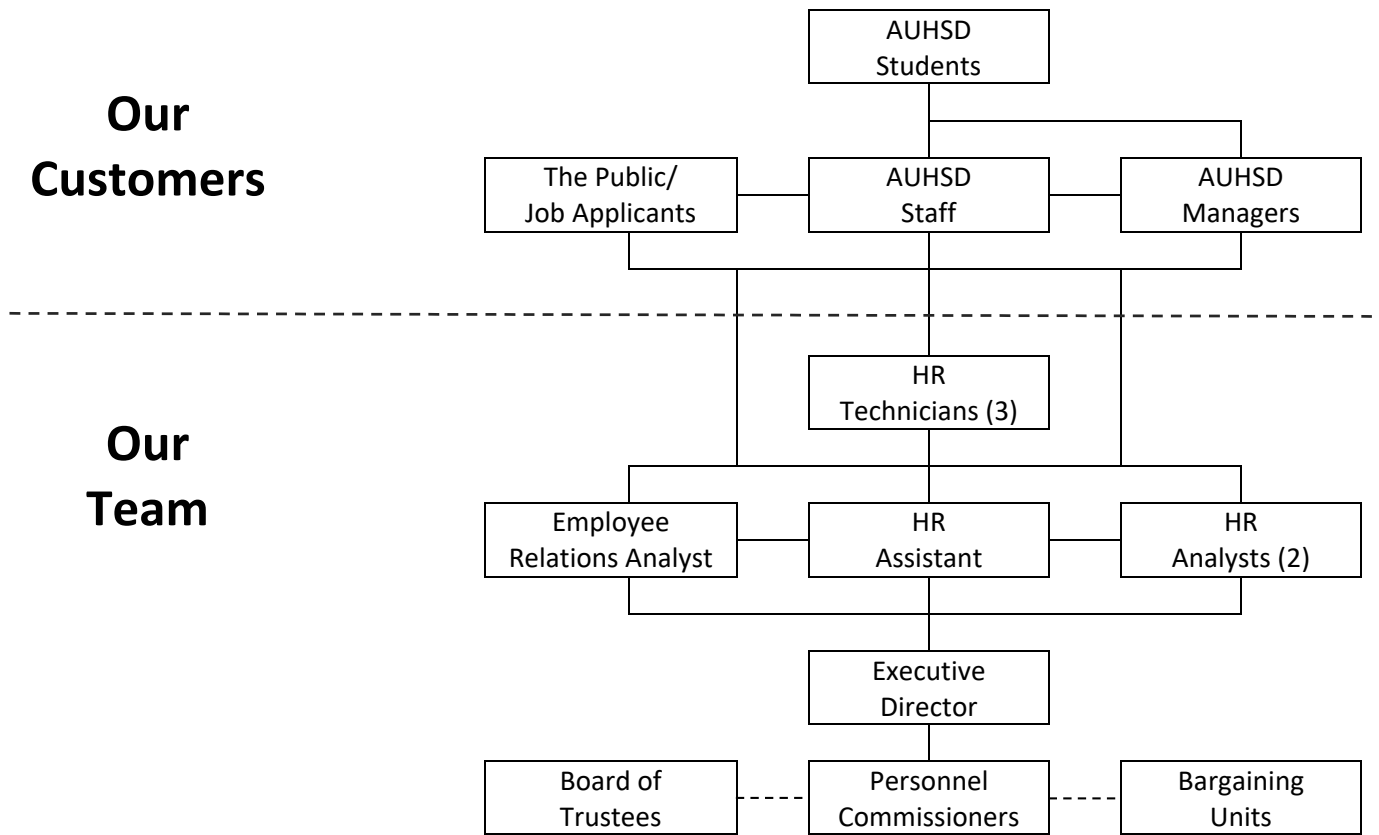 AUHSD
Students
Our
Customers
The Public/
Job Applicants
AUHSD
Staff
AUHSD
Managers
HR
Technicians (3)
Our
Team
Employee
Relations Analyst
HR
Assistant
HR
Analysts (2)
Executive
Director
Board of
Trustees
Personnel
Commissioners
Bargaining
Units